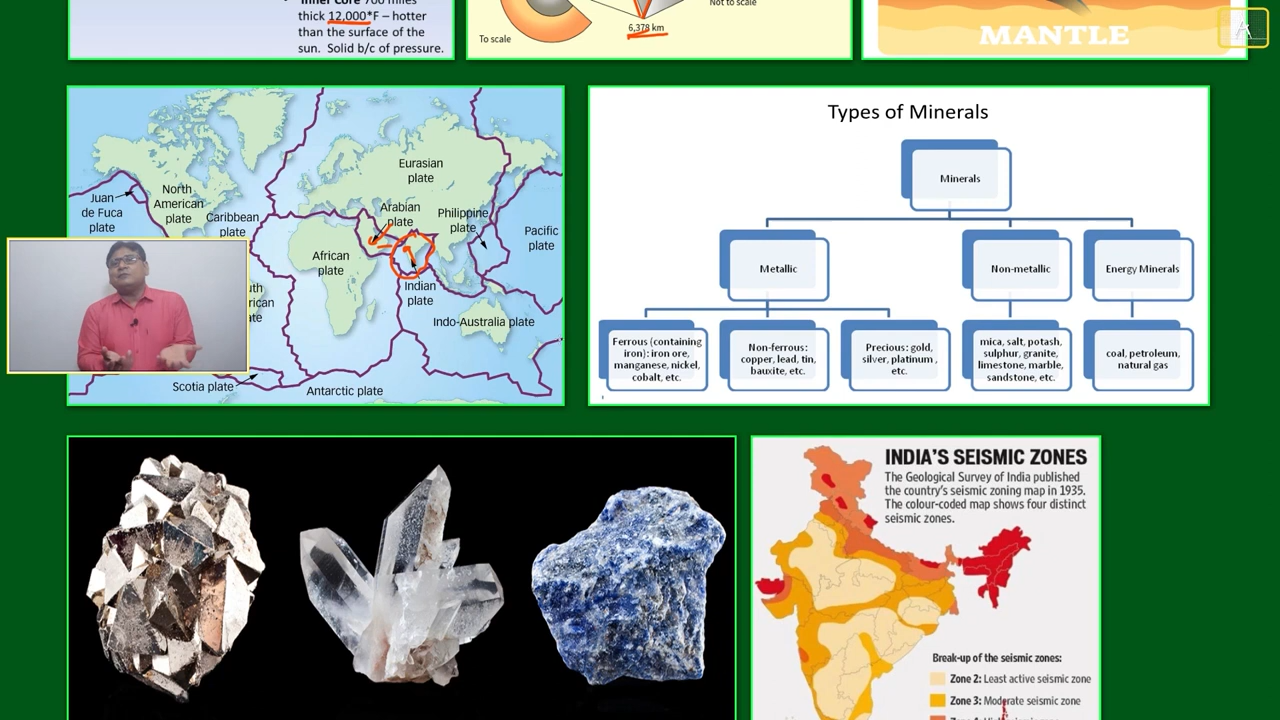 Inner Core 700 miles
thick 12,000*F – hotter
than the surface of the
sun. Solid b/c of pressure.
To scale
6,378 km
Not to scale
MANTLE
A
Eurasian
plate
North
American
plate
Juan
de Fuca
plate
Caribbean
plate
Arabian
plate
Philippine
plate
Pacific
plate
African
plate
Indian
plate
Indo-Australia plate
Scotia plate
Antarctic plate
Types of Minerals
Minerals
Metallic
Non-metallic
Energy Minerals
Ferrous (containing
iron): iron ore,
manganese, nickel,
cobalt, etc.
Non-ferrous:
copper, lead, tin,
bauxite, etc.
Precious: gold,
silver, platinum ,
etc.
mica, salt, potash,
sulphur, granite,
limestone, marble,
sandstone, etc.
coal, petroleum,
natural gas
INDIA'S SEISMIC ZONES
The Geological Survey of India published
the country's seismic zoning map in 1935.
The colour-coded map shows four distinct
seismic zones.
Break-up of the seismic zones:
Zone 2: Least active seismic zone
Zone 3: Moderate seismic zone